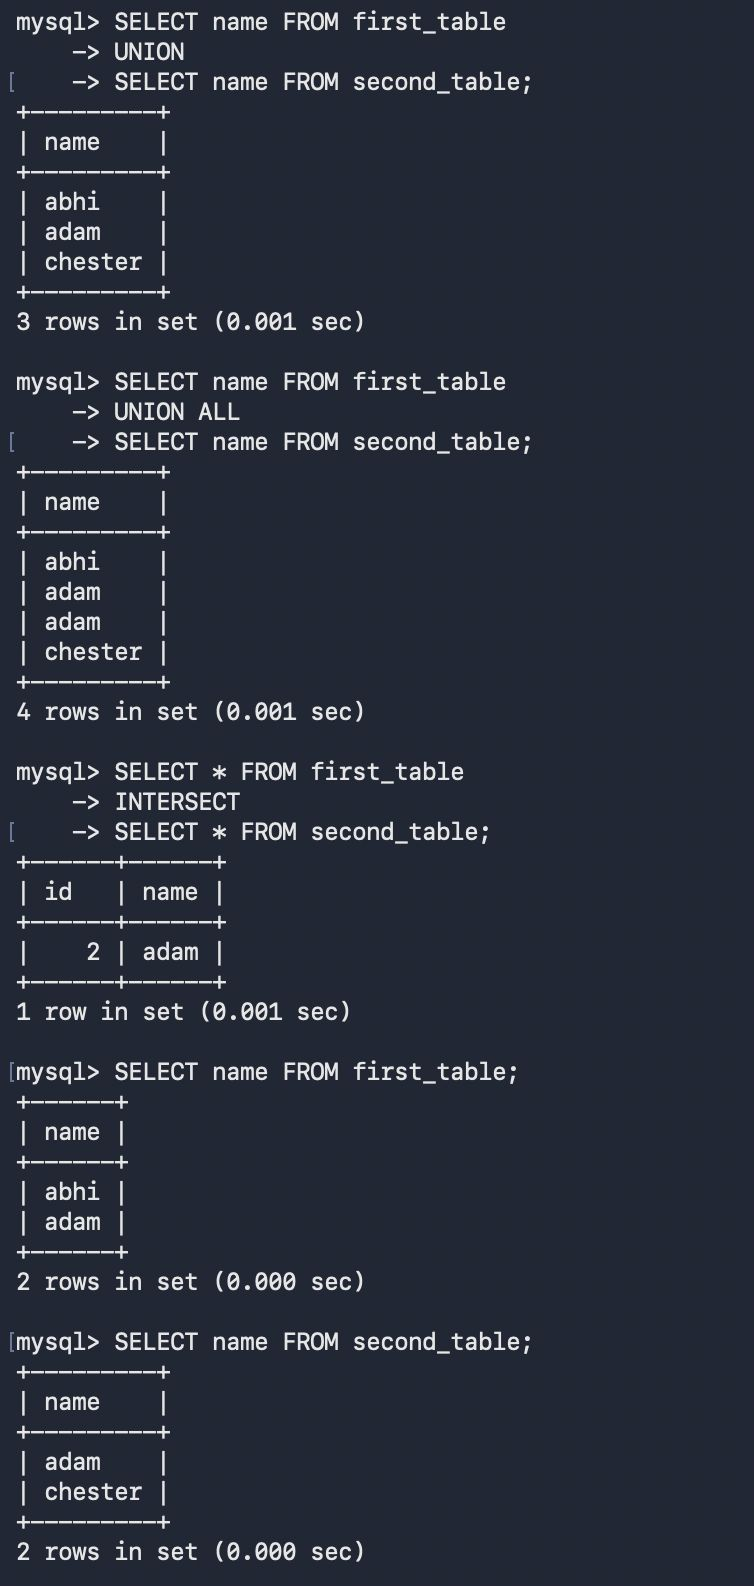 mysql> SELECT name FROM first_table
    -> UNION
[    -> SELECT name FROM second_table;
+---------+
| name    |
+---------+
| abhi    |
| adam    |
| chester |
+---------+
3 rows in set (0.001 sec)

mysql> SELECT name FROM first_table
    -> UNION ALL
[    -> SELECT name FROM second_table;
+---------+
| name    |
+---------+
| abhi    |
| adam    |
| adam    |
| chester |
+---------+
4 rows in set (0.001 sec)

mysql> SELECT * FROM first_table
    -> INTERSECT
[    -> SELECT * FROM second_table;
+------+------+
| id   | name |
+------+------+
|    2 | adam |
+------+------+
1 row in set (0.001 sec)

[mysql> SELECT name FROM first_table;
+------+
| name |
+------+
| abhi |
| adam |
+------+
2 rows in set (0.000 sec)

[mysql> SELECT name FROM second_table;
+---------+
| name    |
+---------+
| adam    |
| chester |
+---------+
2 rows in set (0.000 sec)